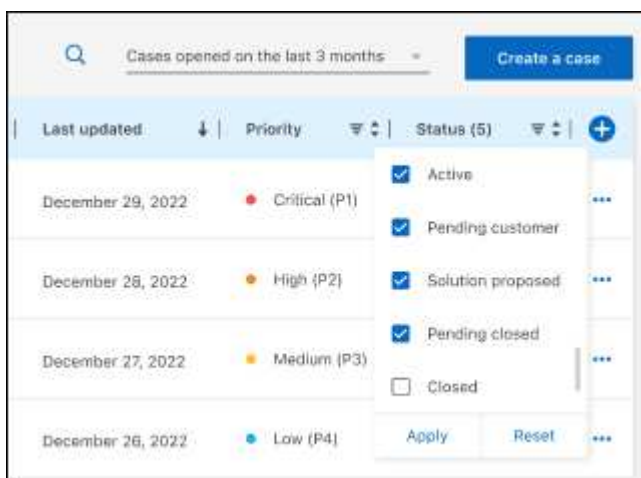 Cases opened on the last 3 months
Create a case
Last updated Priority Status (5)
Active
December 29, 2022 Critical (P1)
Pending customer
December 28, 2022 High (P2) Solution proposed
Pending closed
December 27, 2022 Medium (P3)
Closed
December 26, 2022 Low (P4) Apply Reset